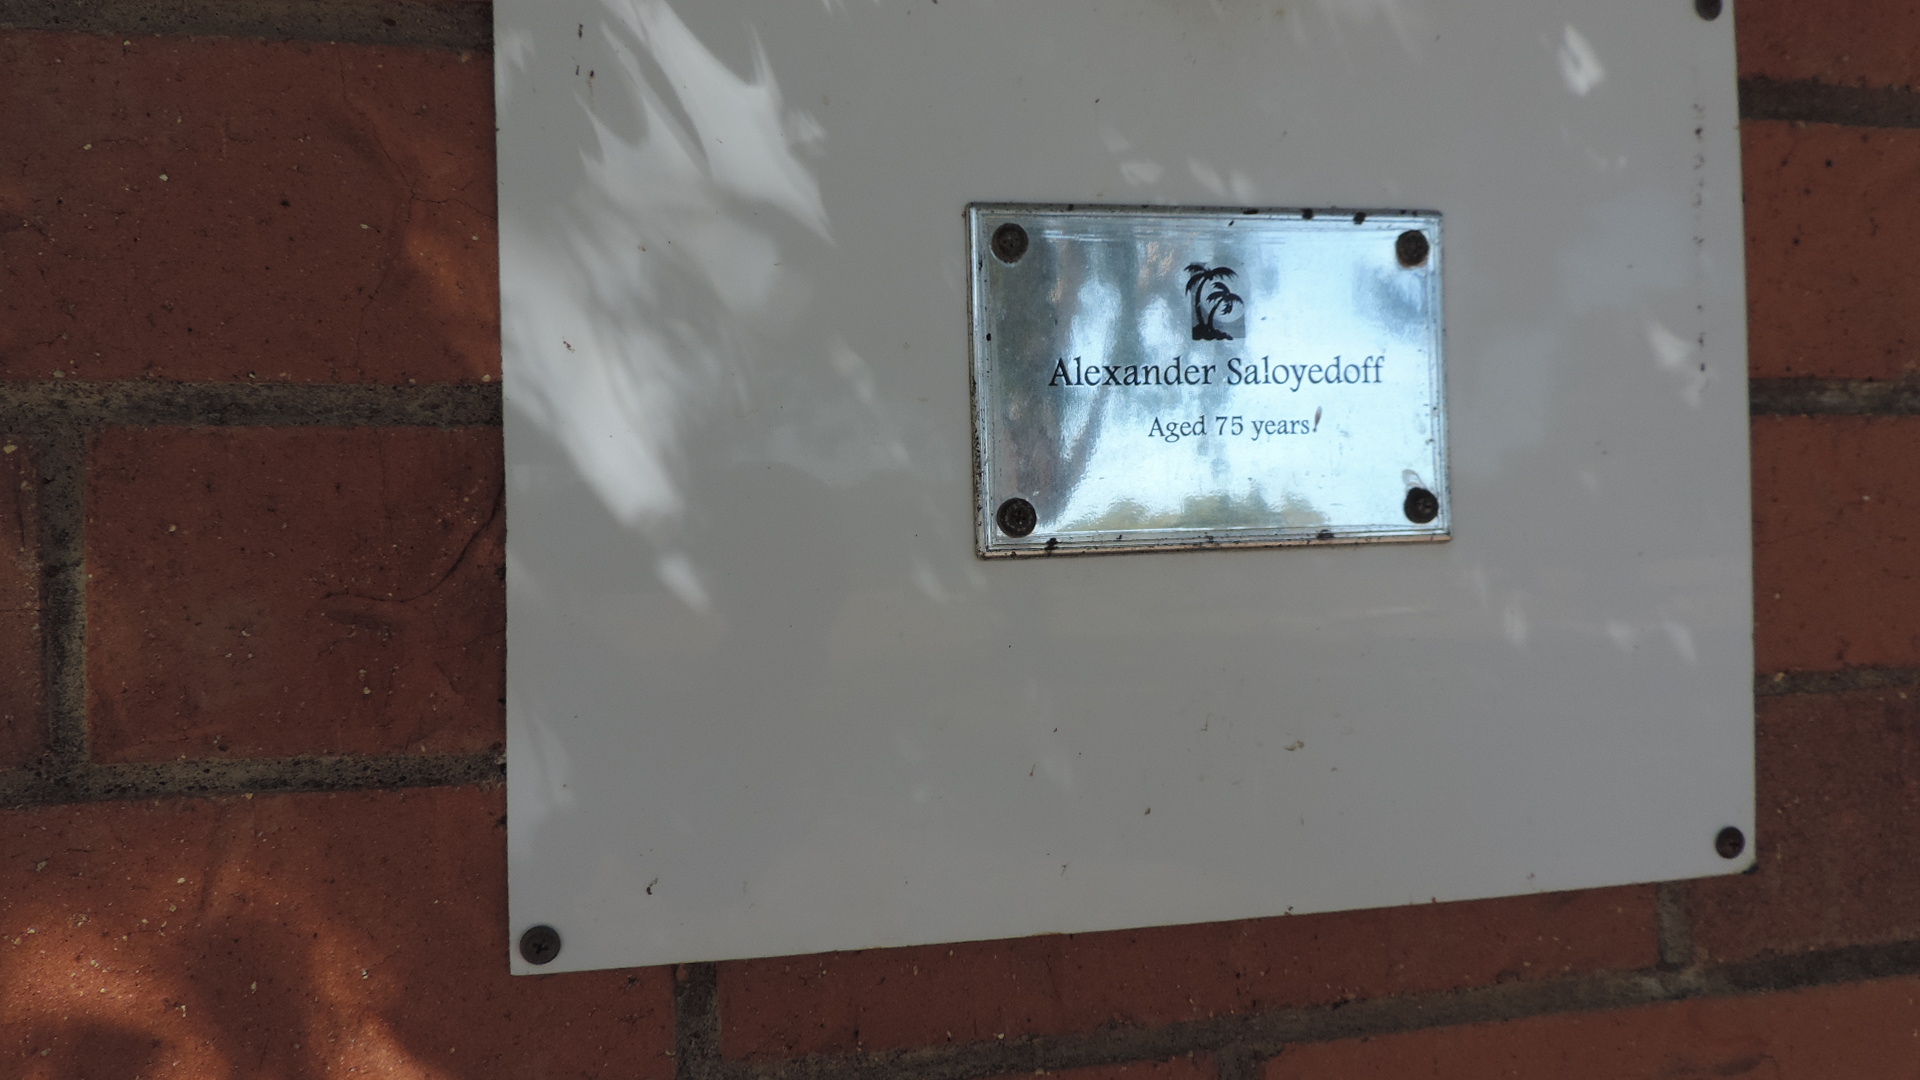 Alexander Saloyedoff
Aged 75 years